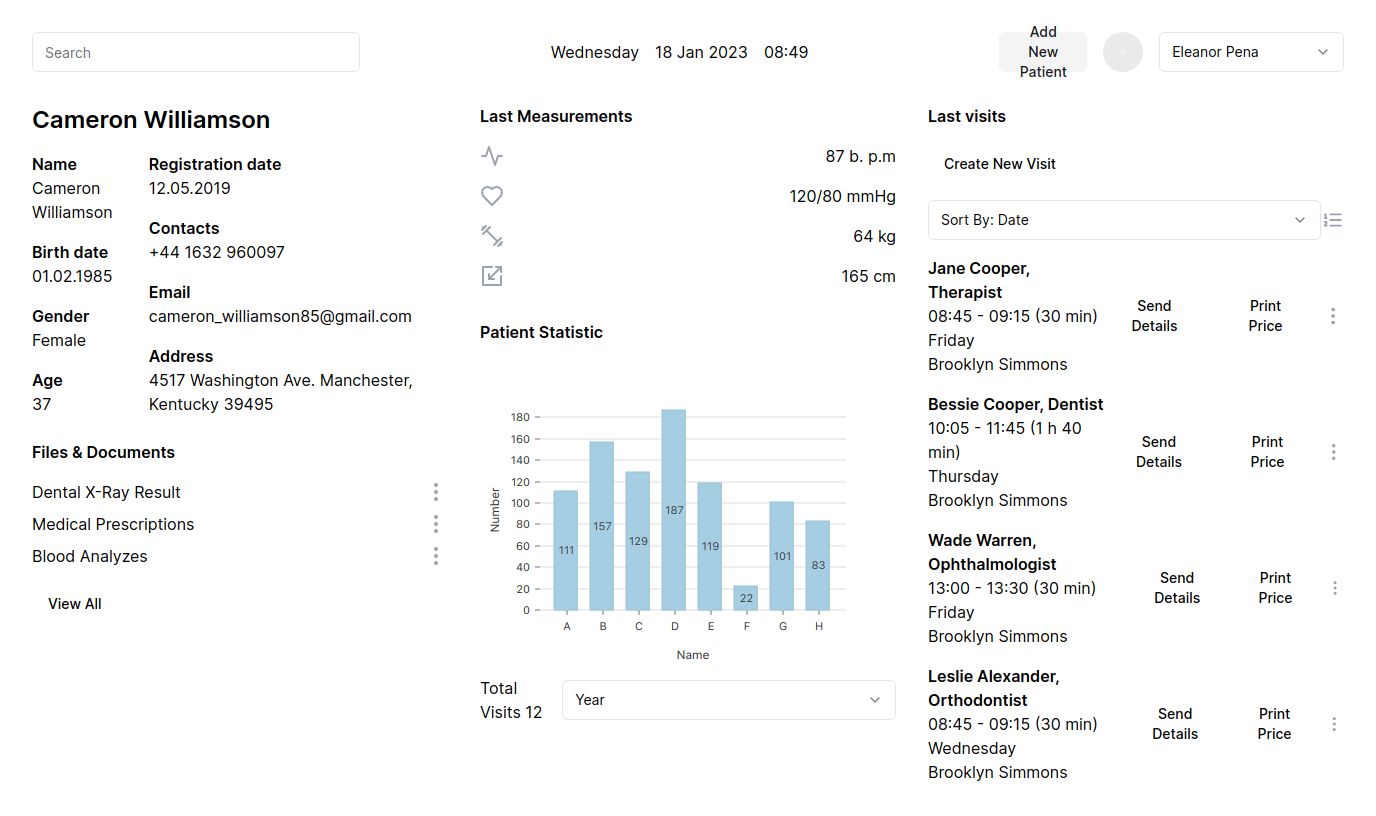 Search
Wednesday 18 Jan 2023 08:49
Add
New
Patient
Eleanor Pena
Cameron Williamson
Name
Cameron
Williamson
Birth date
01.02.1985
Gender
Female
Age
37
Registration date
12.05.2019
Contacts
+44 1632 960097
Email
cameron_williamson85@gmail.com
Address
4517 Washington Ave. Manchester,
Kentucky 39495
Files & Documents
Dental X-Ray Result
Medical Prescriptions
Blood Analyzes
View All
Last Measurements
87 b. p.m
120/80 mmHg
64 kg
165 cm
Patient Statistic
180
160
140
120
100
80
60
40
20
0
Number
111
157
129
187
119
22
101
83
A B C D E F G H
Name
Total
Visits 12
Year
Last visits
Create New Visit
Sort By: Date
Jane Cooper,
Therapist
08:45 - 09:15 (30 min)
Friday
Brooklyn Simmons
Send
Details
Print
Price
Bessie Cooper, Dentist
10:05 - 11:45 (1 h 40
min)
Thursday
Brooklyn Simmons
Send
Details
Print
Price
Wade Warren,
Ophthalmologist
13:00 - 13:30 (30 min)
Friday
Brooklyn Simmons
Send
Details
Print
Price
Leslie Alexander,
Orthodontist
08:45 - 09:15 (30 min)
Wednesday
Brooklyn Simmons
Send
Details
Print
Price